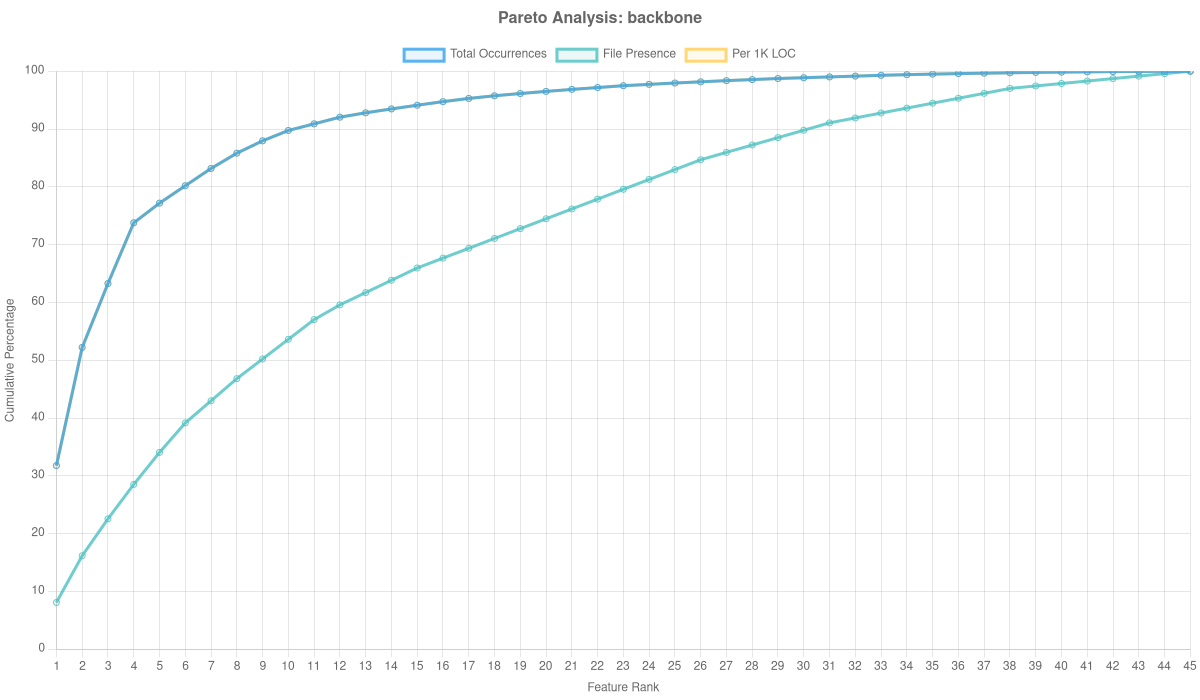 Pareto Analysis: backbone
Total Occurrences File Presence Per 1K LOC
100
90
80
70
60
50
40
30
20
10
0
Cumulative Percentage
1 2 3 4 5 6 7 8 9 10 11 12 13 14 15 16 17 18 19 20 21 22 23 24 25 26 27 28 29 30 31 32 33 34 35 36 37 38 39 40 41 42 43 44 45
Feature Rank